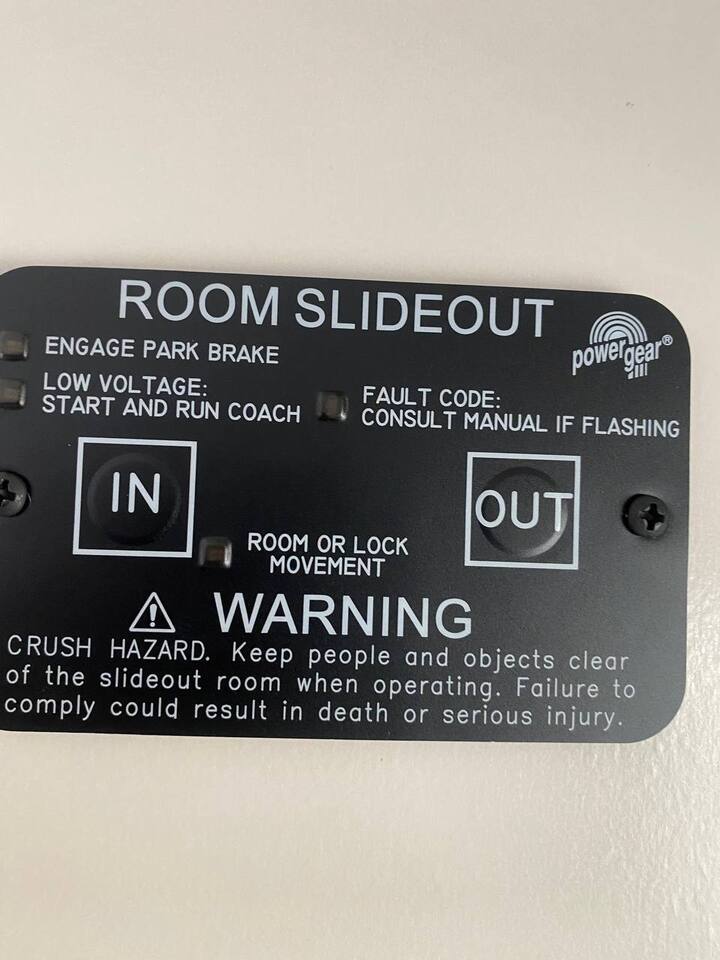 ROOM SLIDEOUT
powergear®
ENGAGE PARK BRAKE
LOW VOLTAGE:
START AND RUN COACH
FAULT CODE:
CONSULT MANUAL IF FLASHING
IN
OUT
ROOM OR LOCK
MOVEMENT
WARNING
CRUSH HAZARD. Keep people and objects clear
of the slideout room when operating. Failure to
comply could result in death or serious injury.